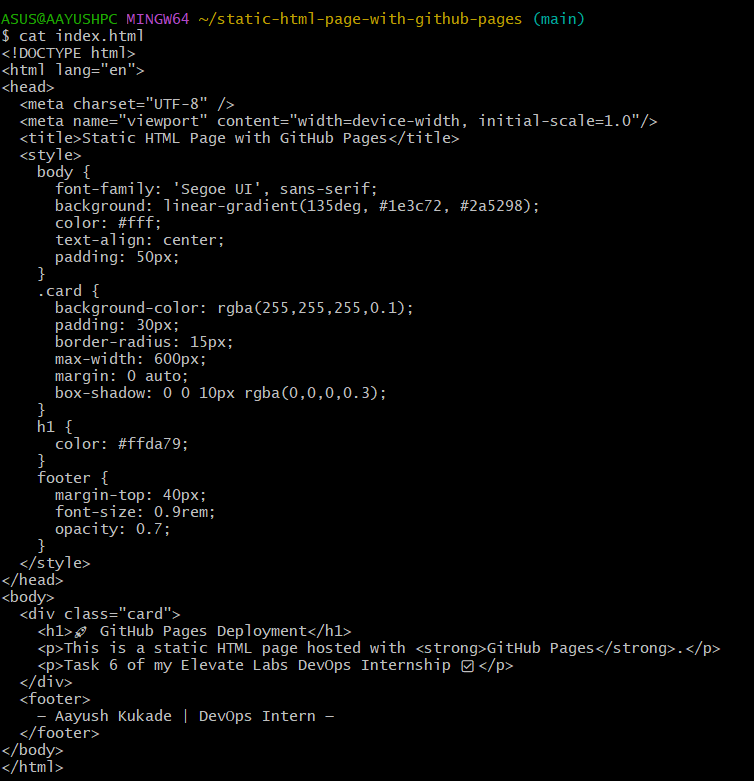 ASUS@AAYUSHPC MINGW64 ~/static-html-page-with-github-pages (main)
$ cat index.html
<!DOCTYPE html>
<html lang="en">
<head>
  <meta charset="UTF-8" />
  <meta name="viewport" content="width=device-width, initial-scale=1.0"/>
  <title>Static HTML Page with GitHub Pages</title>
  <style>
    body {
      font-family: 'Segoe UI', sans-serif;
      background: linear-gradient(135deg, #1e3c72, #2a5298);
      color: #fff;
      text-align: center;
      padding: 50px;
    }
    .card {
      background-color: rgba(255,255,255,0.1);
      padding: 30px;
      border-radius: 15px;
      max-width: 600px;
      margin: 0 auto;
      box-shadow: 0 0 10px rgba(0,0,0,0.3);
    }
    h1 {
      color: #ffda79;
    }
    footer {
      margin-top: 40px;
      font-size: 0.9rem;
      opacity: 0.7;
    }
  </style>
</head>
<body>
  <div class="card">
    <h1>🚀 GitHub Pages Deployment</h1>
    <p>This is a static HTML page hosted with <strong>GitHub Pages</strong>.</p>
    <p>Task 6 of my Elevate Labs DevOps Internship ✅</p>
  </div>
  <footer>
    — Aayush Kukade | DevOps Intern —
  </footer>
</body>
</html>